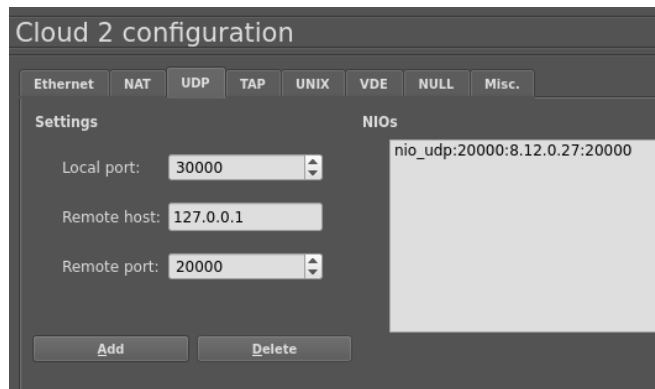 Cloud 2 configuration
Ethernet NAT UDP TAP UNIX VDE NULL Misc.
Settings
Local port: 30000
Remote host: 127.0.0.1
Remote port: 20000
Add Delete
NIOs
nio_udp:20000:8.12.0.27:20000